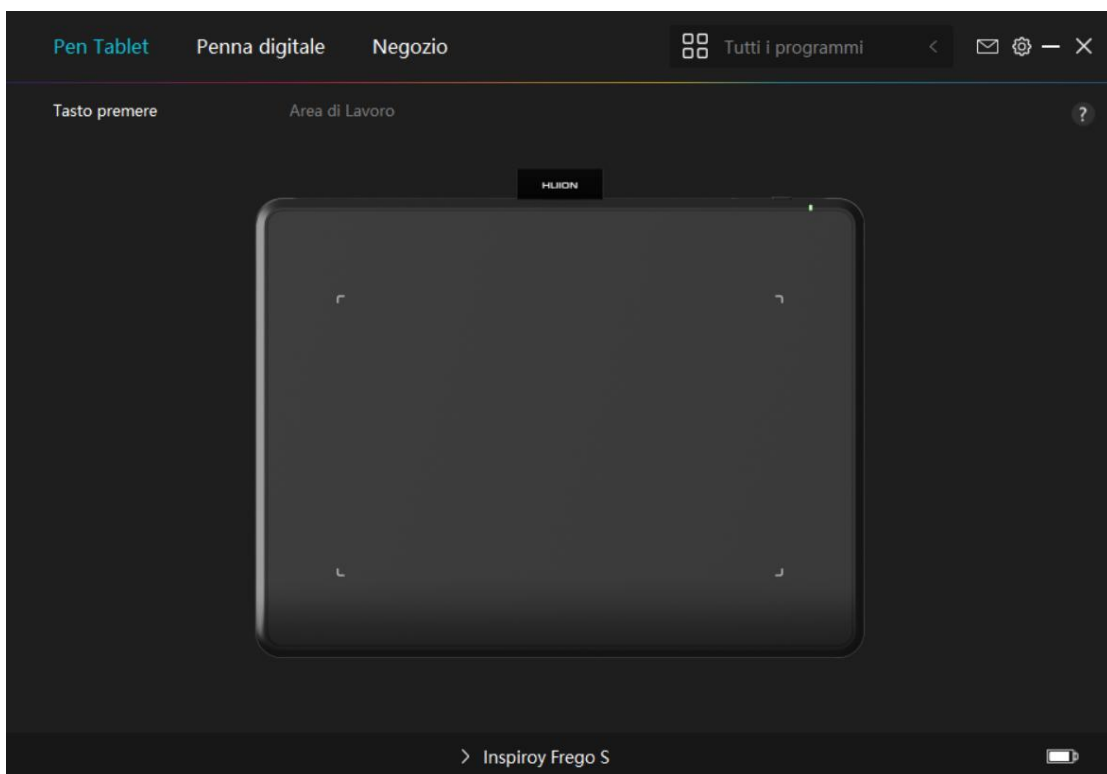 Pen Tablet Penna digitale Negozio Tutti i programmi
Tasto premere Area di Lavoro ?
HUION
Inspiroy Frego S